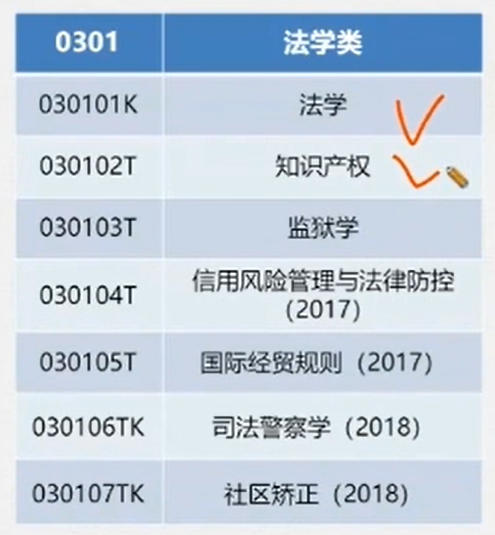 0301 法学类
030101K 法学
030102T 知识产权
030103T 监狱学
030104T 信用风险管理与法律防控
（2017）
030105T 国际经贸规则（2017）
030106TK 司法警察学（2018）
030107TK 社区矫正（2018）